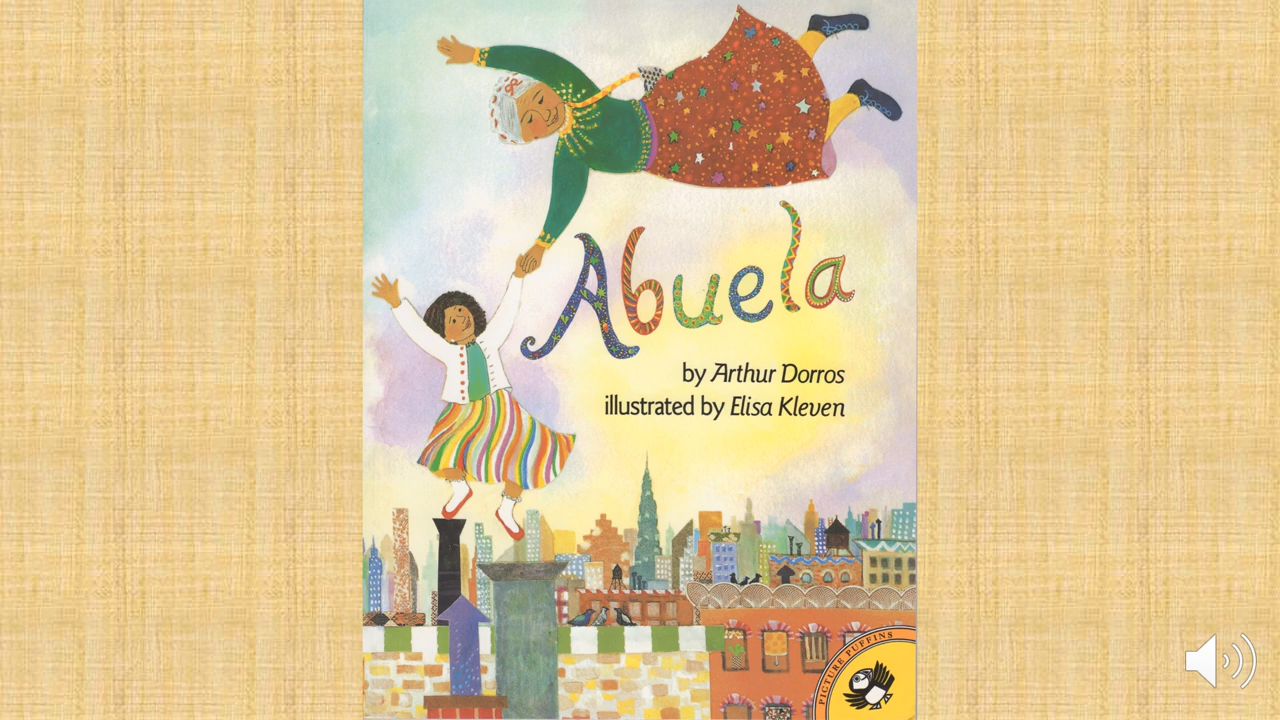 Abuela
by Arthur Dorros
illustrated by Elisa Kleven
PICTURE PUFFINS